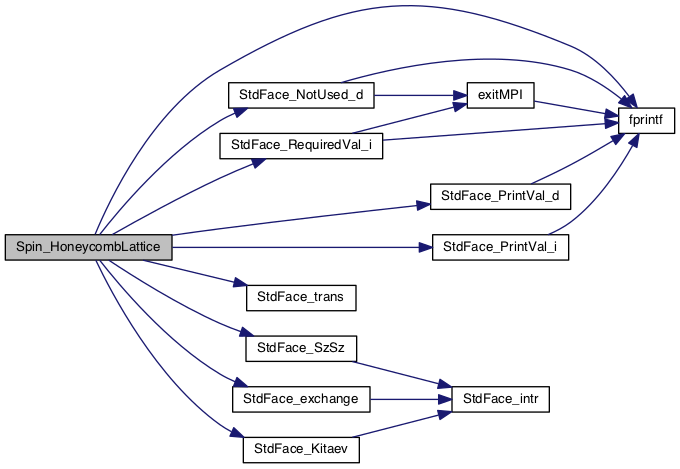 StdFace_NotUsed_d
exitMPI
fprintf
StdFace_RequiredVal_i
StdFace_PrintVal_d
Spin_HoneycombLattice
StdFace_PrintVal_i
StdFace_trans
StdFace_SzSz
StdFace_exchange
StdFace_intr
StdFace_Kitaev